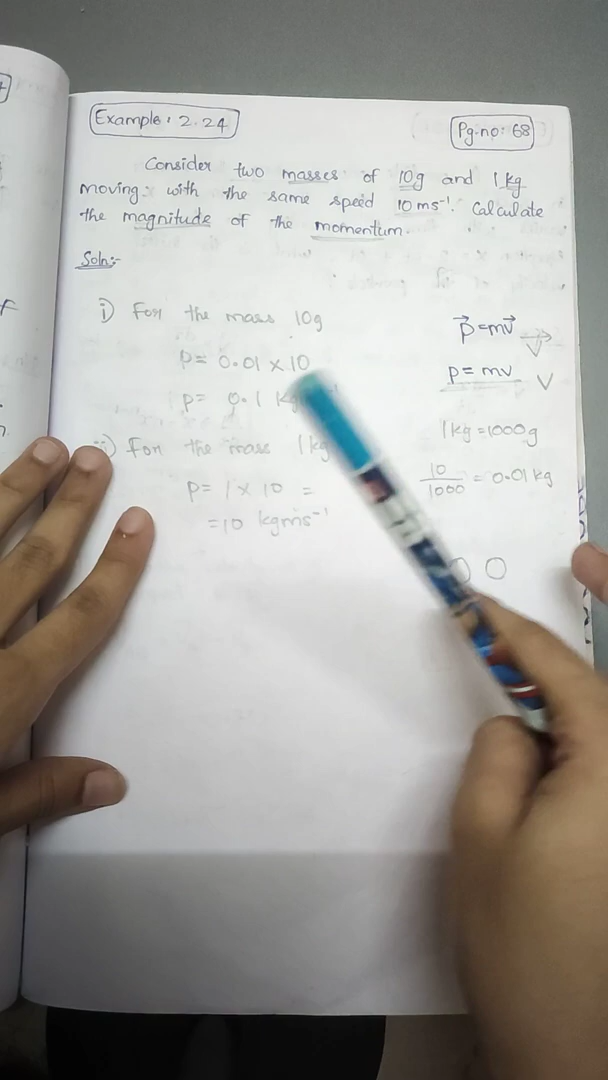 Example: 2.24
Pg.no: 68
Consider two masses of 10g and 1kg
moving with the same speed 10 ms⁻¹. Calculate
the magnitude of the momentum.
Soln:-
i) For the mass 10g
P = 0.01 × 10
P = 0.1
ii) For the mass 1kg
P = 1 × 10 =
= 10 kgms⁻¹
p⃗ = mv⃗
V
p = mv
V
1kg = 1000g
10/1000 = 0.01 kg